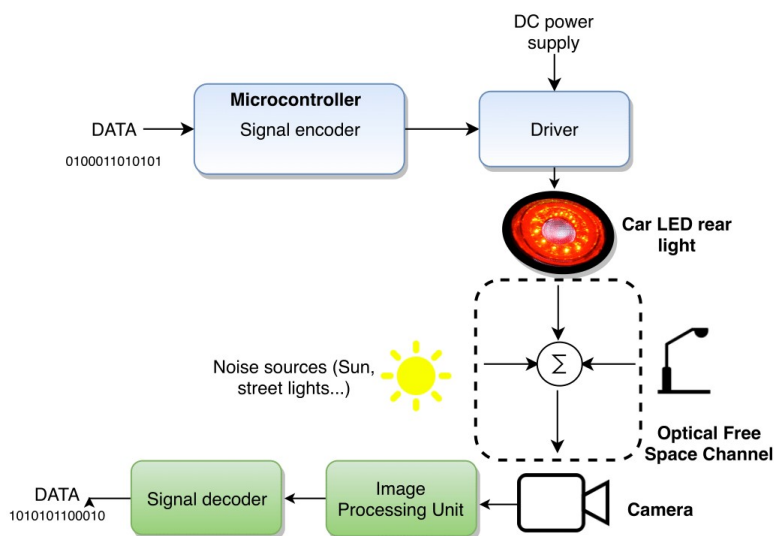 DC power
supply
Microcontroller
Signal encoder
Driver
DATA
0100011010101
Car LED rear
light
Σ
Noise sources (Sun,
street lights...)
Optical Free
Space Channel
DATA
1010101100010
Signal decoder
Image
Processing Unit
Camera